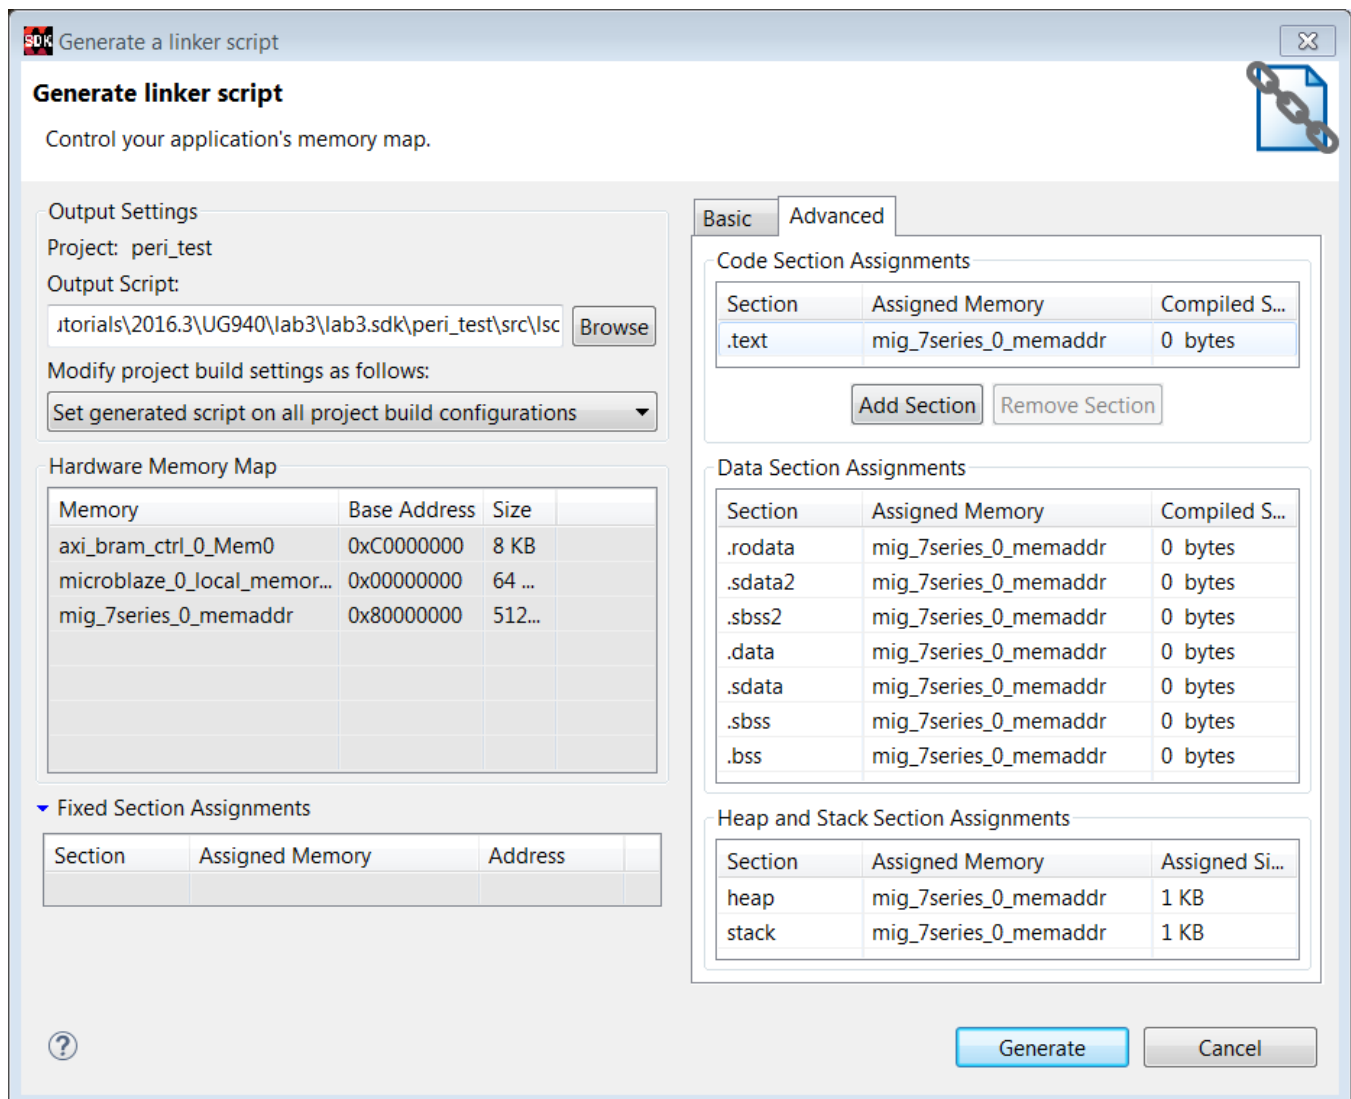 SDK Generate a linker script
Generate linker script
Control your application's memory map.
Output Settings
Project: peri_test
Output Script:
utorials\2016.3\UG940\lab3\lab3.sdk\peri_test\src\lsc Browse
Modify project build settings as follows:
Set generated script on all project build configurations
Hardware Memory Map
Memory Base Address Size
axi_bram_ctrl_0_Mem0 0xC0000000 8 KB
microblaze_0_local_memor... 0x00000000 64 ...
mig_7series_0_memaddr 0x80000000 512...
Fixed Section Assignments
Section Assigned Memory Address
Basic Advanced
Code Section Assignments
Section Assigned Memory Compiled S...
.text mig_7series_0_memaddr 0 bytes
Add Section Remove Section
Data Section Assignments
Section Assigned Memory Compiled S...
.rodata mig_7series_0_memaddr 0 bytes
.sdata2 mig_7series_0_memaddr 0 bytes
.sbss2 mig_7series_0_memaddr 0 bytes
.data mig_7series_0_memaddr 0 bytes
.sdata mig_7series_0_memaddr 0 bytes
.sbss mig_7series_0_memaddr 0 bytes
.bss mig_7series_0_memaddr 0 bytes
Heap and Stack Section Assignments
Section Assigned Memory Assigned Si...
heap mig_7series_0_memaddr 1 KB
stack mig_7series_0_memaddr 1 KB
? Generate Cancel